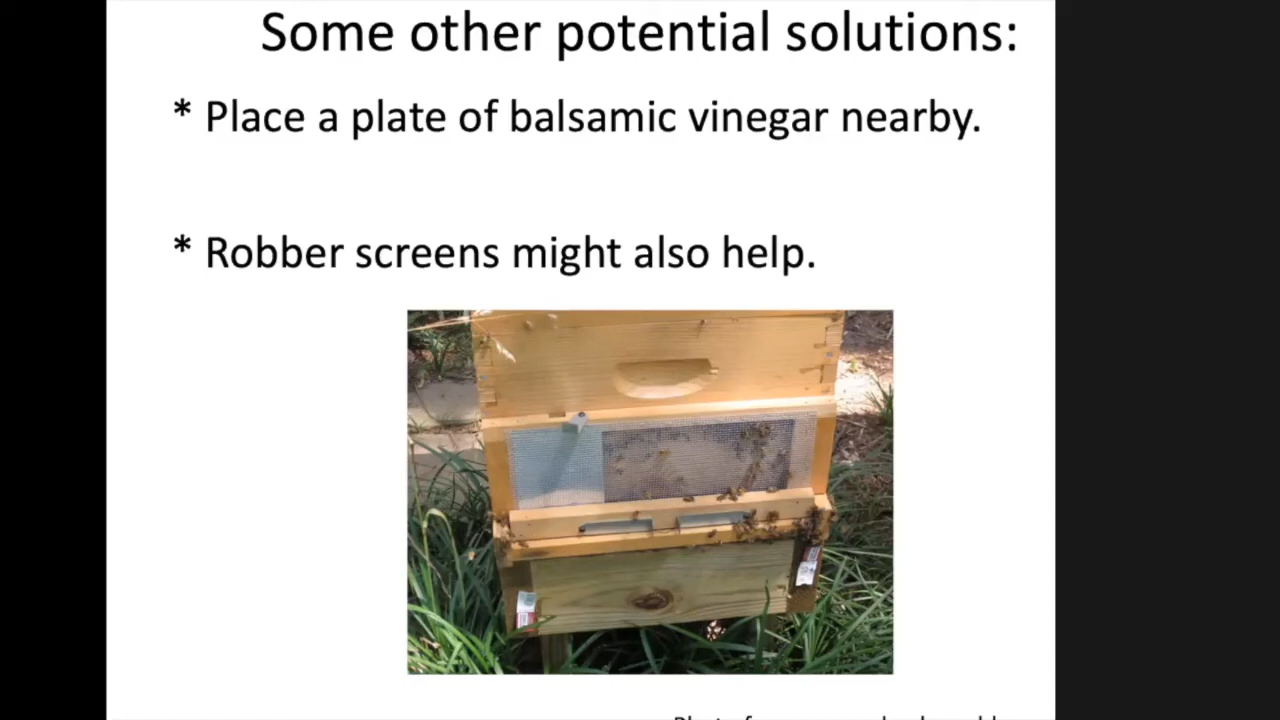 Some other potential solutions:
* Place a plate of balsamic vinegar nearby.
* Robber screens might also help.